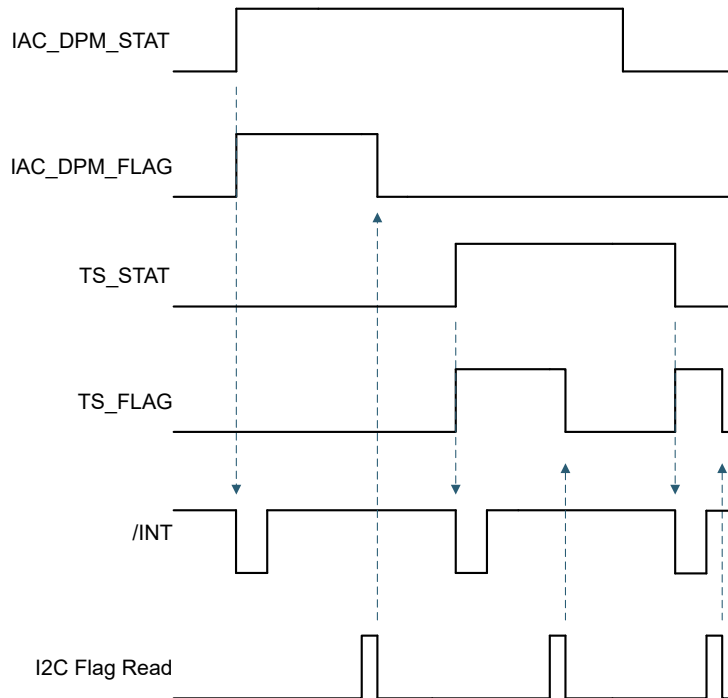 IAC_DPM_STAT
IAC_DPM_FLAG
TS_STAT
TS_FLAG
/INT
I2C Flag Read